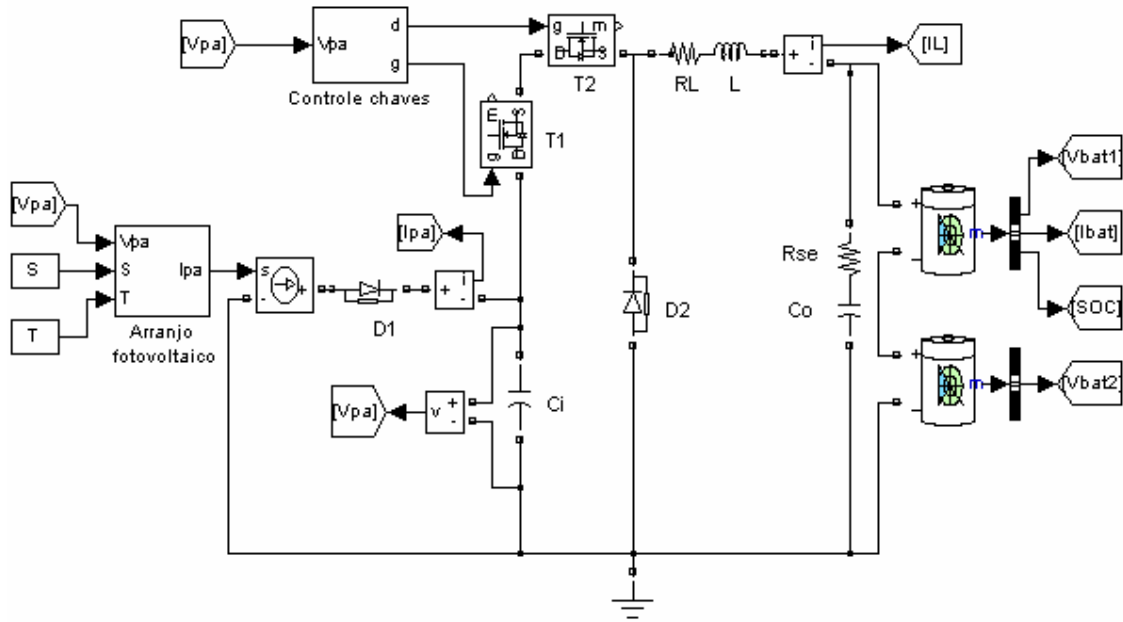 [Vpa]
Vpa
d
g
Controle chaves
g
m
D
S
T2
RL
L
+
i
-
[IL]
m
S
g
D
T1
[Vpa]
S
T
Vpa
S
T
Ipa
Arranjo
fotovoltaico
s
-
+
D1
[Ipa]
+
i
-
[Vpa]
v
+
-
Ci
D2
Rse
Co
+
m
[Vbat1]
[Ibat]
[SOC]
+
m
[Vbat2]